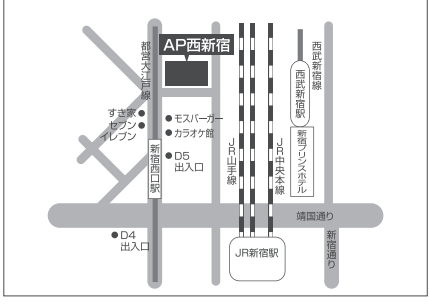 AP西新宿
都営大江戸線
すき家
セブン
イレブン
モスバーガー
カラオケ館
D5
出入口
新宿西口駅
D4
出入口
JR山手線
JR中央本線
西武新宿線
西武新宿駅
新宿プリンスホテル
靖国通り
新宿通り
JR新宿駅